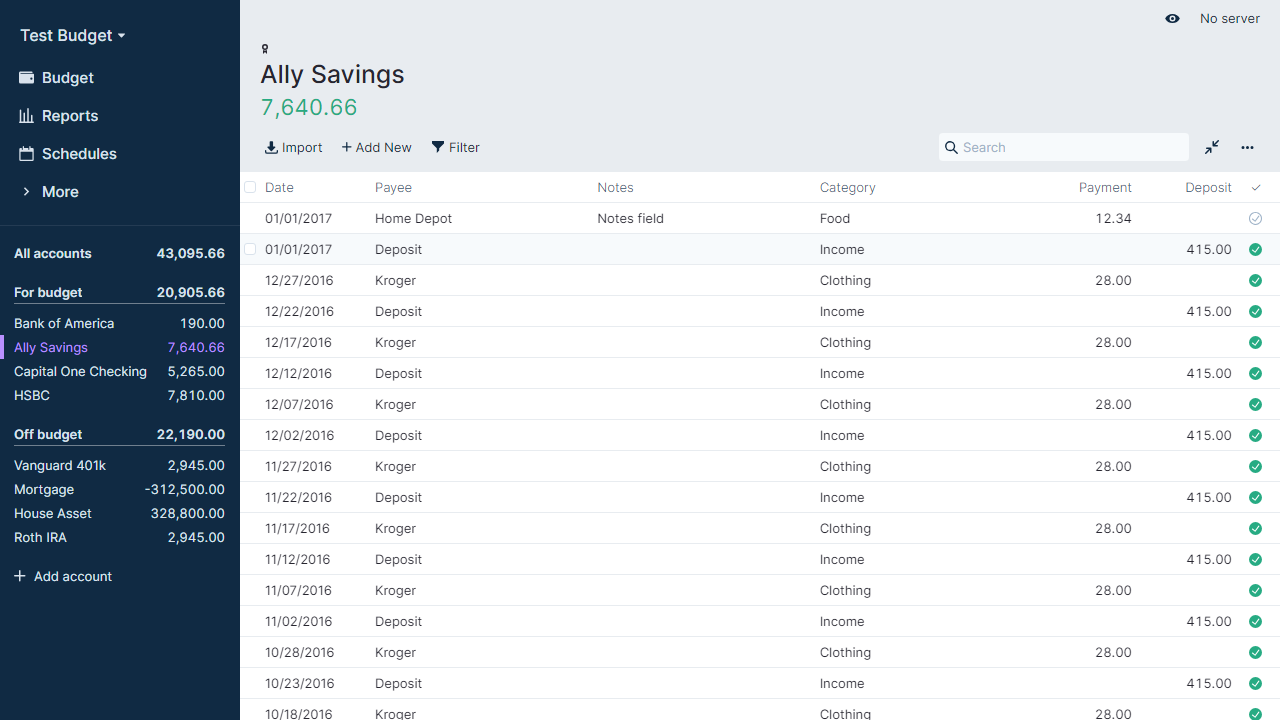 Test Budget
Budget
Reports
Schedules
More
All accounts 43,095.66
For budget 20,905.66
Bank of America 190.00
Ally Savings 7,640.66
Capital One Checking 5,265.00
HSBC 7,810.00
Off budget 22,190.00
Vanguard 401k 2,945.00
Mortgage -312,500.00
House Asset 328,800.00
Roth IRA 2,945.00
Add account
No server
Ally Savings
7,640.66
Import Add New Filter Search
Date Payee Notes Category Payment Deposit
01/01/2017 Home Depot Notes field Food 12.34
01/01/2017 Deposit Income 415.00
12/27/2016 Kroger Clothing 28.00
12/22/2016 Deposit Income 415.00
12/17/2016 Kroger Clothing 28.00
12/12/2016 Deposit Income 415.00
12/07/2016 Kroger Clothing 28.00
12/02/2016 Deposit Income 415.00
11/27/2016 Kroger Clothing 28.00
11/22/2016 Deposit Income 415.00
11/17/2016 Kroger Clothing 28.00
11/12/2016 Deposit Income 415.00
11/07/2016 Kroger Clothing 28.00
11/02/2016 Deposit Income 415.00
10/28/2016 Kroger Clothing 28.00
10/23/2016 Deposit Income 415.00
10/18/2016 Kroger Clothing 28.00